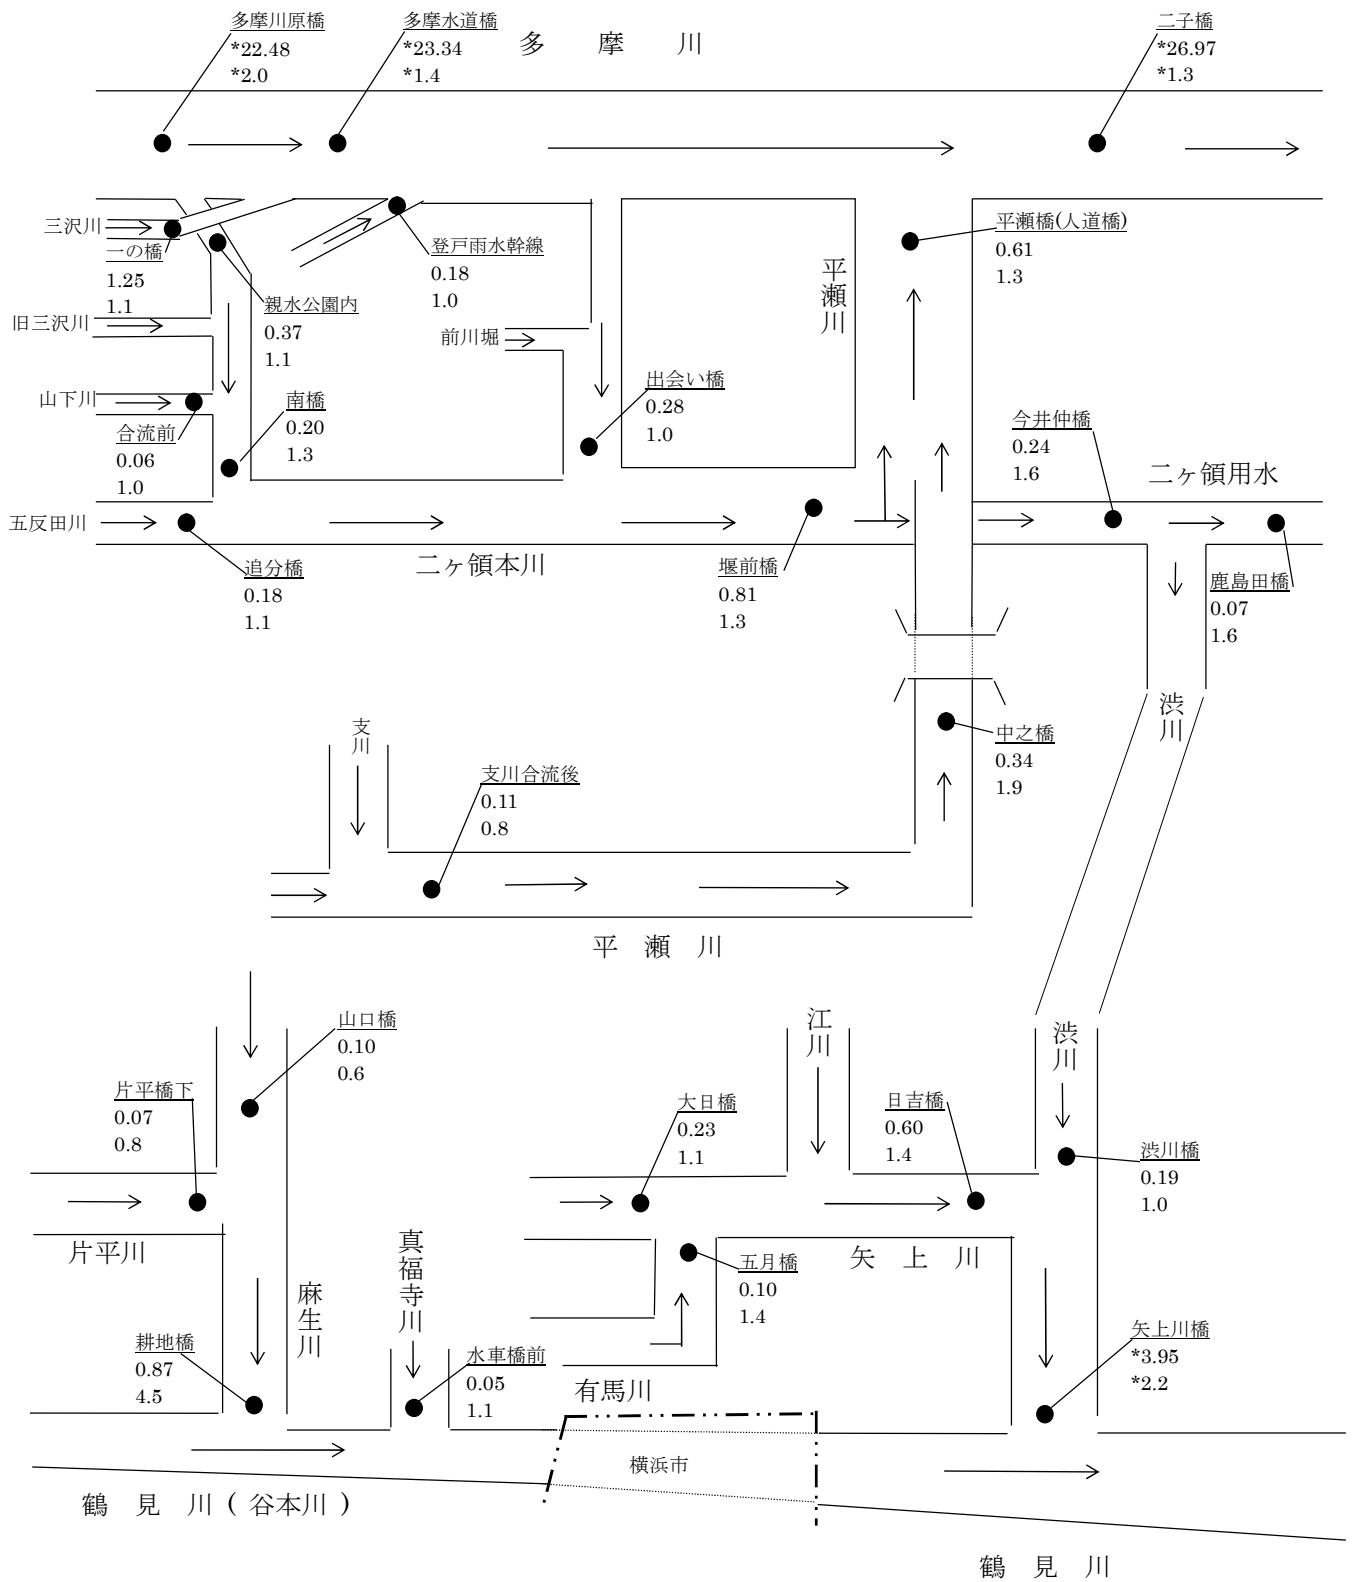 多摩川原橋
*22.48
*2.0
多摩水道橋
*23.34
*1.4
多 摩 川
二子橋
*26.97
*1.3
三沢川
一の橋
1.25
1.1
旧三沢川
親水公園内
0.37
1.1
登戸雨水幹線
0.18
1.0
前川堀
平瀬川
平瀬橋(人道橋)
0.61
1.3
山下川
合流前
0.06
1.0
南橋
0.20
1.3
出会い橋
0.28
1.0
今井仲橋
0.24
1.6
二ヶ領用水
五反田川
追分橋
0.18
1.1
二ヶ領本川
堰前橋
0.81
1.3
鹿島田橋
0.07
1.6
渋川
支川
支川合流後
0.11
0.8
中之橋
0.34
1.9
平 瀬 川
山口橋
0.10
0.6
片平橋下
0.07
0.8
江川
渋川
大日橋
0.23
1.1
日吉橋
0.60
1.4
渋川橋
0.19
1.0
片平川
麻生川
真福寺川
五月橋
0.10
1.4
矢 上 川
耕地橋
0.87
4.5
水車橋前
0.05
1.1
有馬川
矢上川橋
*3.95
*2.2
横浜市
鶴 見 川 ( 谷本川 )
鶴 見 川